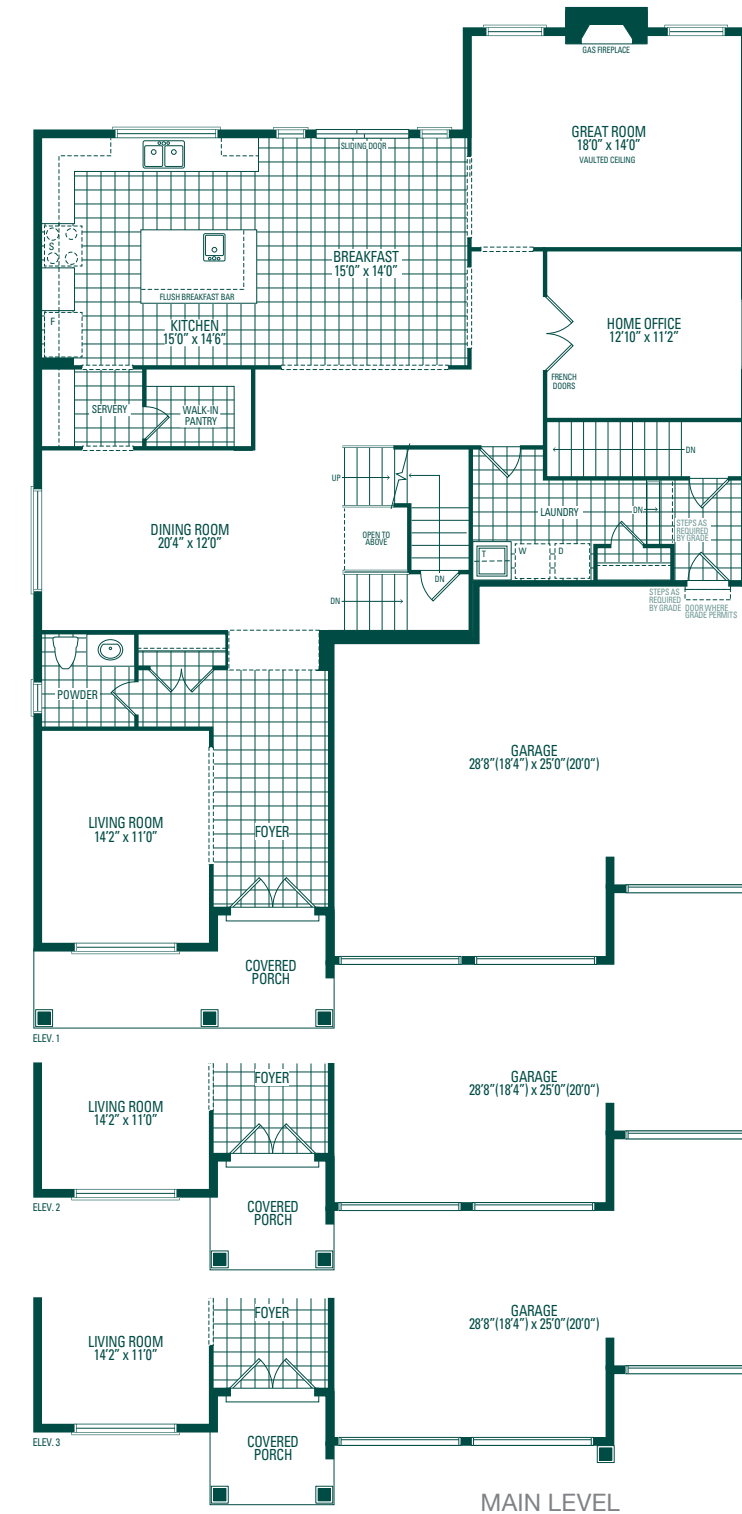 GAS FIREPLACE
GREAT ROOM
18'0" x 14'0"
VAULTED CEILING
SLIDING DOOR
S
BREAKFAST
15'0" x 14'0"
FLUSH BREAKFAST BAR
F
KITCHEN
15'0" x 14'6"
HOME OFFICE
12'10" x 11'2"
FRENCH
DOORS
SERVERY
WALK-IN
PANTRY
UP
DN
DINING ROOM
20'4" x 12'0"
OPEN TO
ABOVE
LAUNDRY
DN
STEPS AS
REQUIRED
BY GRADE
T
W
D
DN
DN
STEPS AS
REQUIRED
BY GRADE
DOOR WHERE
GRADE PERMITS
POWDER
GARAGE
28'8"(18'4") x 25'0"(20'0")
LIVING ROOM
14'2" x 11'0"
FOYER
COVERED
PORCH
ELEV. 1
FOYER
GARAGE
28'8"(18'4") x 25'0"(20'0")
LIVING ROOM
14'2" x 11'0"
ELEV. 2
COVERED
PORCH
FOYER
GARAGE
28'8"(18'4") x 25'0"(20'0")
LIVING ROOM
14'2" x 11'0"
ELEV. 3
COVERED
PORCH
MAIN LEVEL